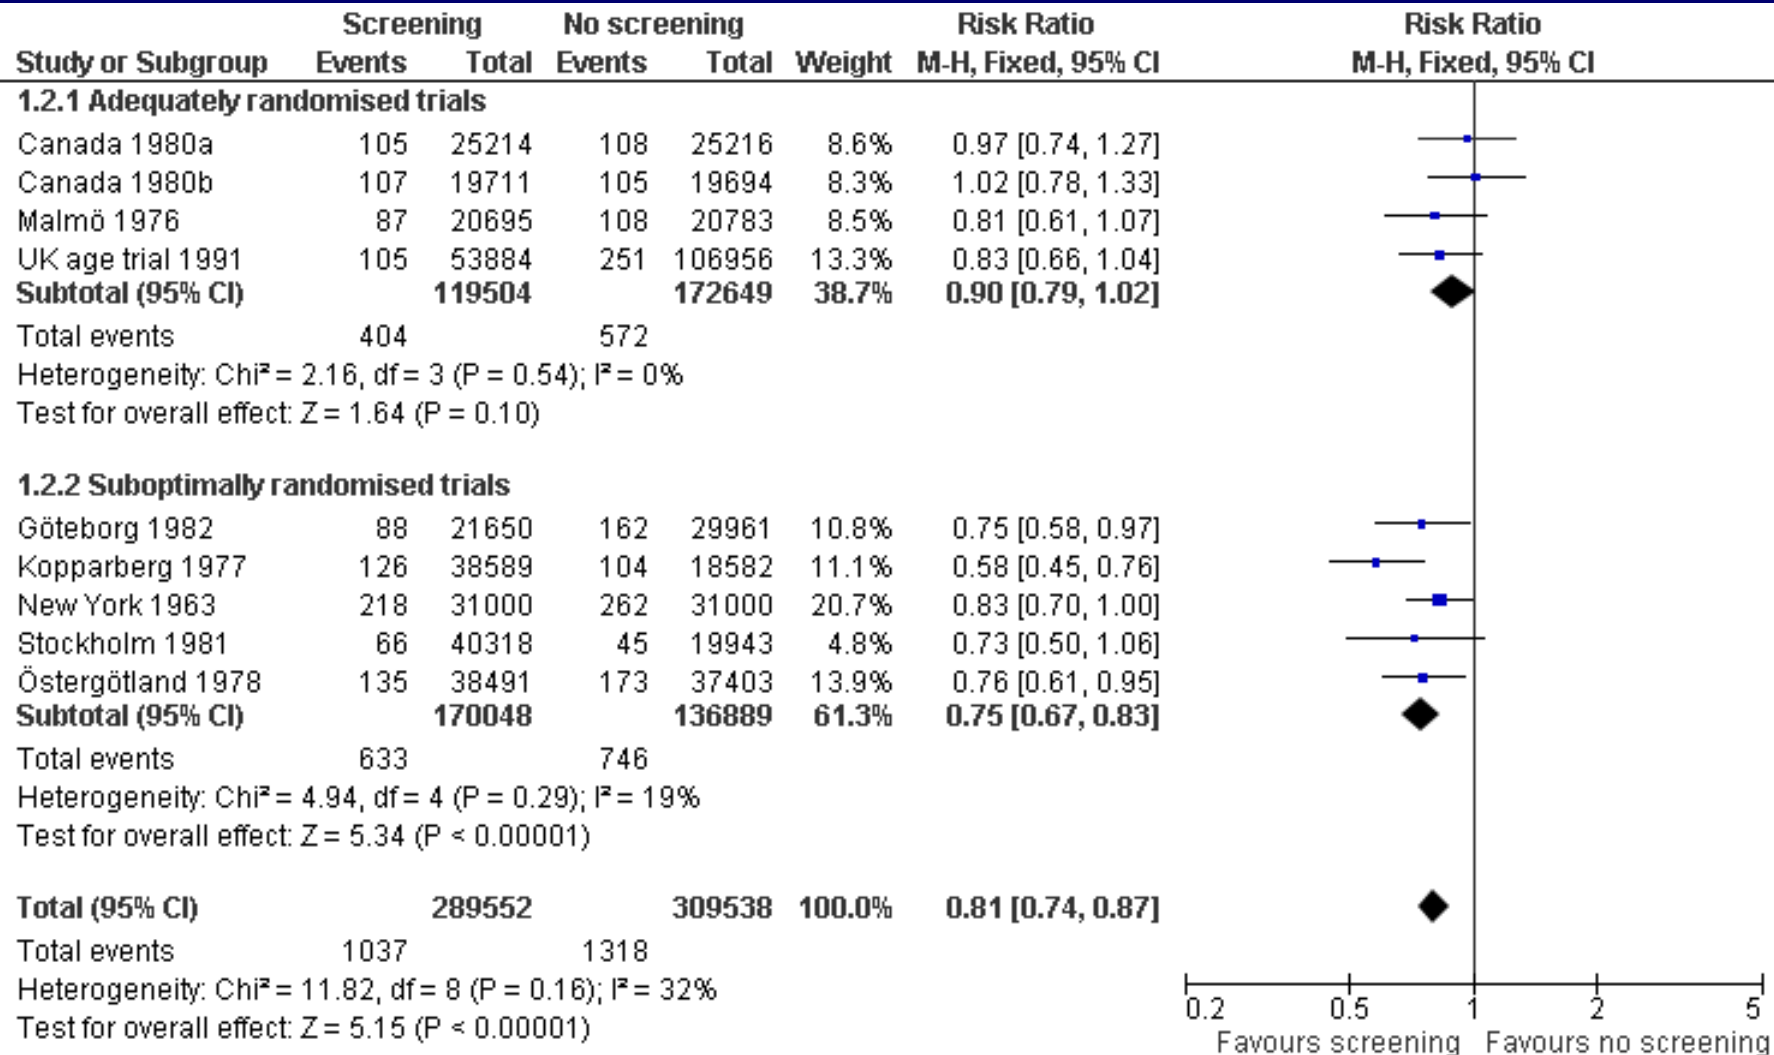 Screening No screening Risk Ratio Risk Ratio
Study or Subgroup Events Total Events Total Weight M-H, Fixed, 95% CI M-H, Fixed, 95% CI
1.2.1 Adequately randomised trials
Canada 1980a 105 25214 108 25216 8.6% 0.97 [0.74, 1.27]
Canada 1980b 107 19711 105 19694 8.3% 1.02 [0.78, 1.33]
Malmö 1976 87 20695 108 20783 8.5% 0.81 [0.61, 1.07]
UK age trial 1991 105 53884 251 106956 13.3% 0.83 [0.66, 1.04]
Subtotal (95% CI) 119504 172649 38.7% 0.90 [0.79, 1.02]
Total events 404 572
Heterogeneity: Chi² = 2.16, df = 3 (P = 0.54); I² = 0%
Test for overall effect: Z = 1.64 (P = 0.10)
1.2.2 Suboptimally randomised trials
Göteborg 1982 88 21650 162 29961 10.8% 0.75 [0.58, 0.97]
Kopparberg 1977 126 38589 104 18582 11.1% 0.58 [0.45, 0.76]
New York 1963 218 31000 262 31000 20.7% 0.83 [0.70, 1.00]
Stockholm 1981 66 40318 45 19943 4.8% 0.73 [0.50, 1.06]
Östergötland 1978 135 38491 173 37403 13.9% 0.76 [0.61, 0.95]
Subtotal (95% CI) 170048 136889 61.3% 0.75 [0.67, 0.83]
Total events 633 746
Heterogeneity: Chi² = 4.94, df = 4 (P = 0.29); I² = 19%
Test for overall effect: Z = 5.34 (P < 0.00001)
Total (95% CI) 289552 309538 100.0% 0.81 [0.74, 0.87]
Total events 1037 1318
Heterogeneity: Chi² = 11.82, df = 8 (P = 0.16); I² = 32%
Test for overall effect: Z = 5.15 (P < 0.00001)
0.2 0.5 1 2 5
Favours screening Favours no screening